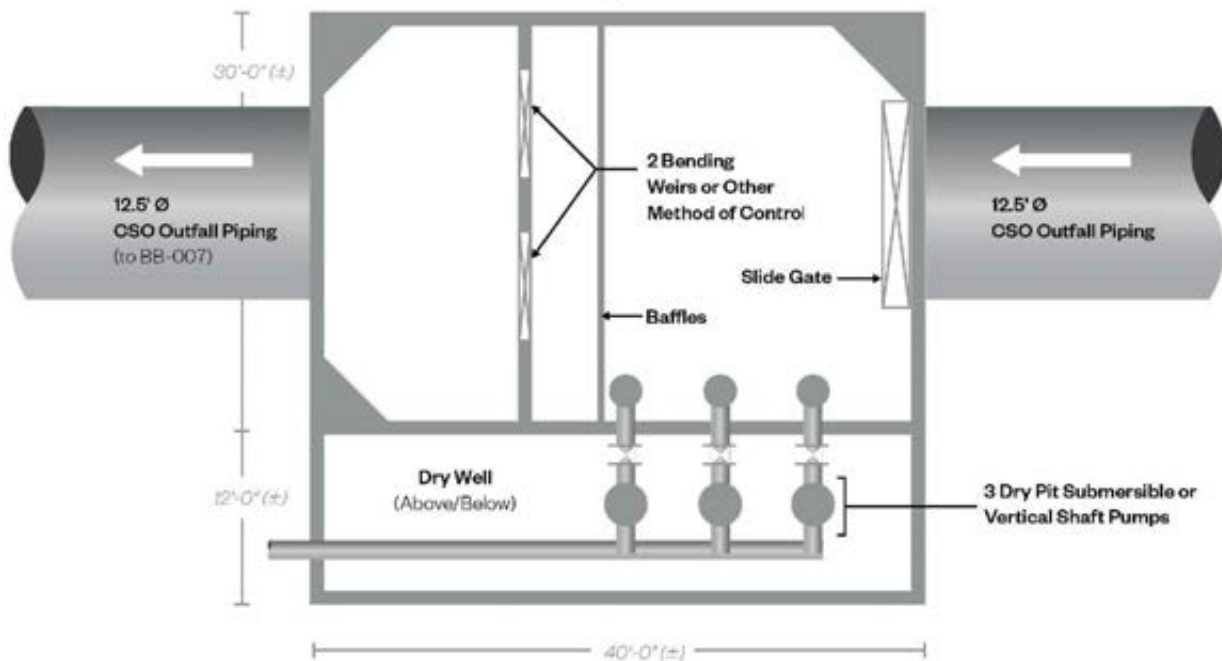 30'-0" (±)
12.5' Ø
CSO Outfall Piping
(to BB-007)
2 Bending
Weirs or Other
Method of Control
12.5' Ø
CSO Outfall Piping
Slide Gate
Baffles
Dry Well
(Above/Below)
12'-0" (±)
3 Dry Pit Submersible or
Vertical Shaft Pumps
40'-0" (±)